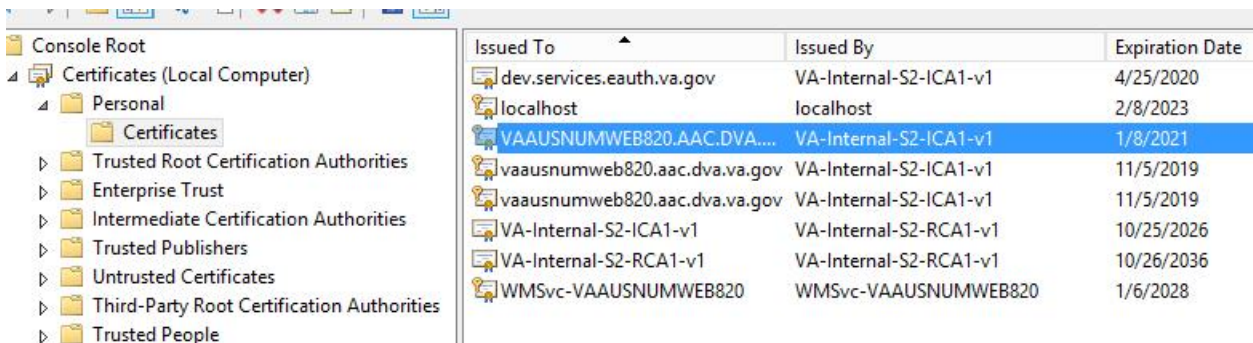 Console Root
Certificates (Local Computer)
Personal
Certificates
Trusted Root Certification Authorities
Enterprise Trust
Intermediate Certification Authorities
Trusted Publishers
Untrusted Certificates
Third-Party Root Certification Authorities
Trusted People
Issued To Issued By Expiration Date
dev.services.eauth.va.gov VA-Internal-S2-ICA1-v1 4/25/2020
localhost localhost 2/8/2023
VAAUSNUMWEB820.AAC.DVA.... VA-Internal-S2-ICA1-v1 1/8/2021
vaausnumweb820.aac.dva.va.gov VA-Internal-S2-ICA1-v1 11/5/2019
vaausnumweb820.aac.dva.va.gov VA-Internal-S2-ICA1-v1 11/5/2019
VA-Internal-S2-ICA1-v1 VA-Internal-S2-RCA1-v1 10/25/2026
VA-Internal-S2-RCA1-v1 VA-Internal-S2-RCA1-v1 10/26/2036
WMSvc-VAAUSNUMWEB820 WMSvc-VAAUSNUMWEB820 1/6/2028